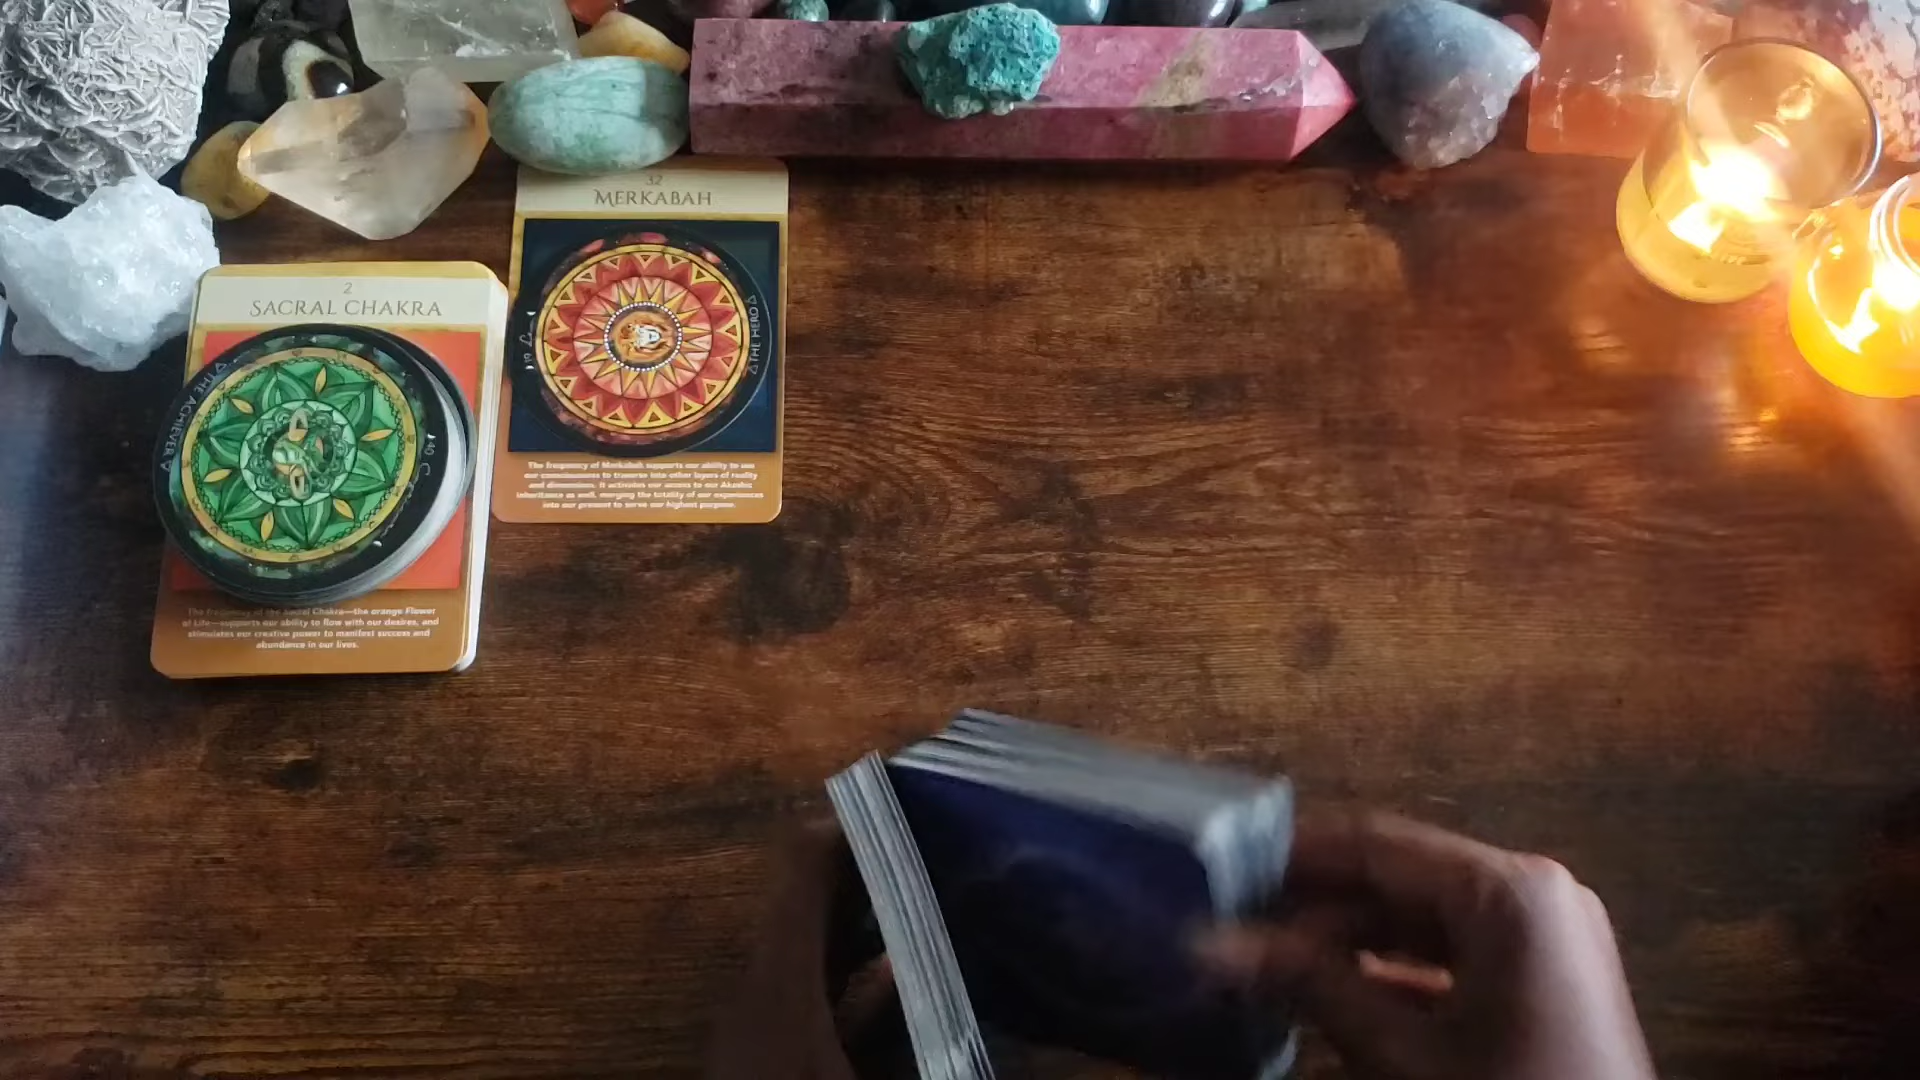 32
MERKABAH
THE HERO
The frequency of Merkabah supports our ability to use
our consciousness to traverse into other layers of reality
and dimensions. It activates our access to our Akashic
inheritance as well, merging the totality of our experiences
into our present to serve our highest purpose.
2
SACRAL CHAKRA
THE ACHIEVER
The frequency of the Sacral Chakra—the orange Flower
of Life—supports our ability to flow with our desires, and
stimulates our creative power to manifest success and
abundance in our lives.